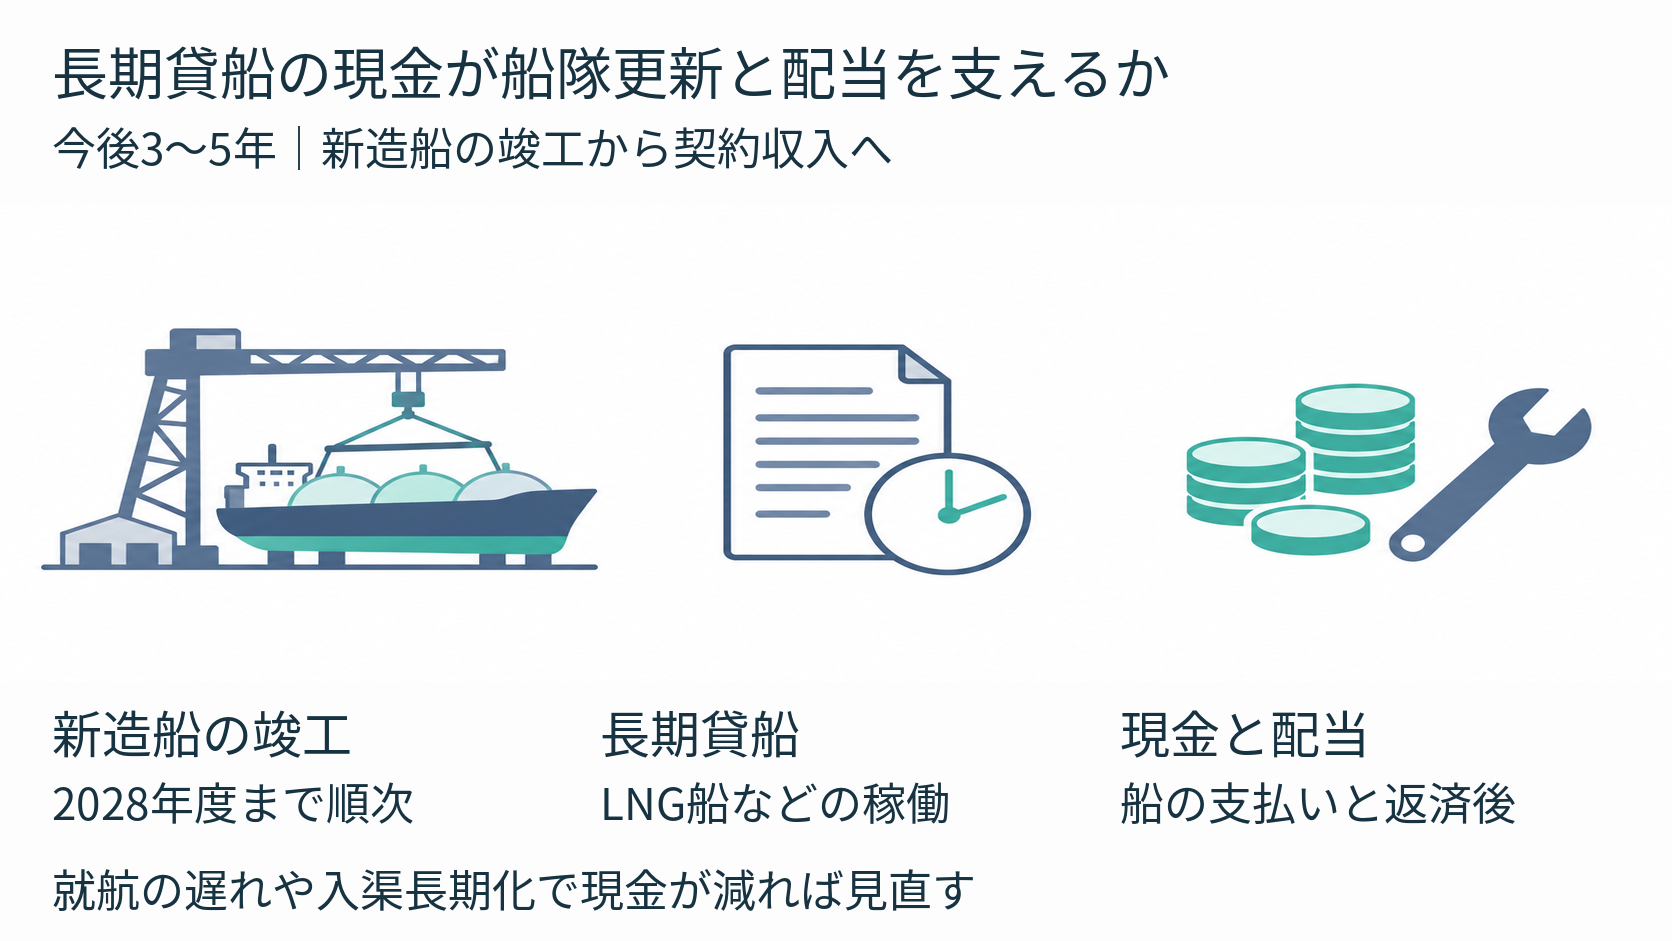 長期貸船の現金が船隊更新と配当を支えるか
今後3〜5年｜新造船の竣工から契約収入へ
新造船の竣工
2028年度まで順次
長期貸船
LNG船などの稼働
現金と配当
船の支払いと返済後
就航の遅れや入渠長期化で現金が減れば見直す